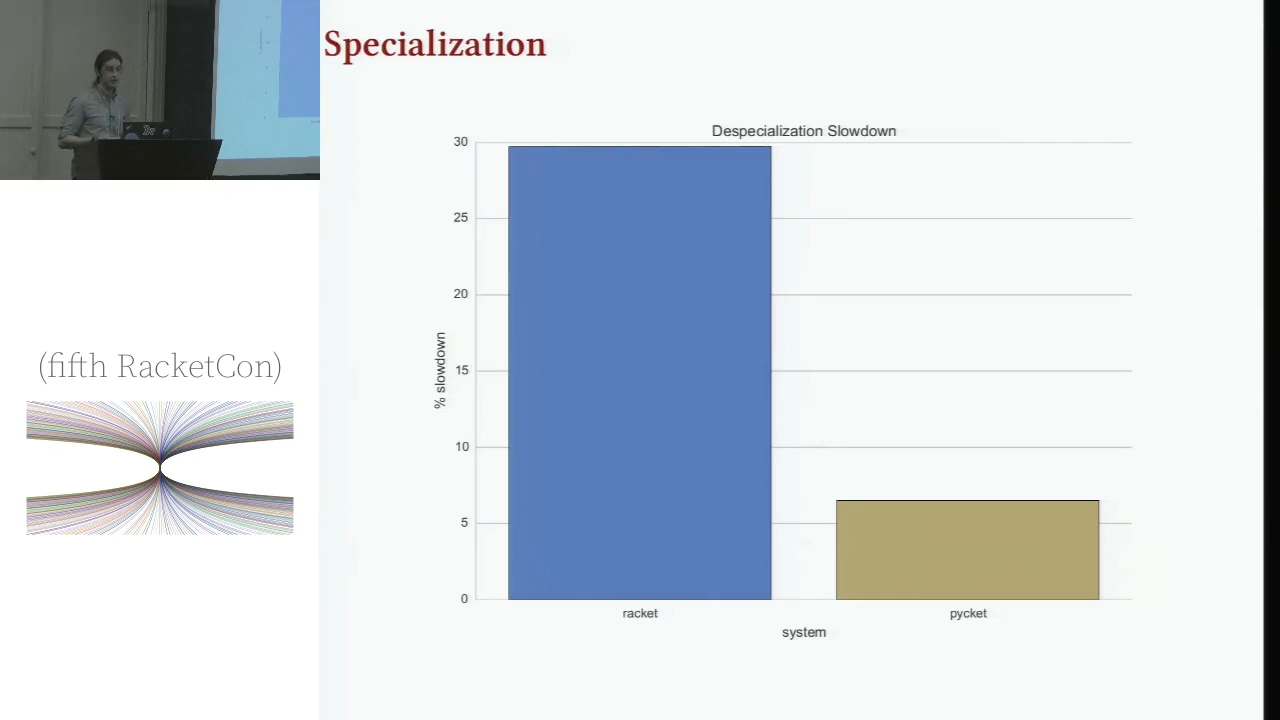 Specialization
Despecialization Slowdown
30
25
20
15
10
5
0
% slowdown
racket
pycket
system
(fifth RacketCon)